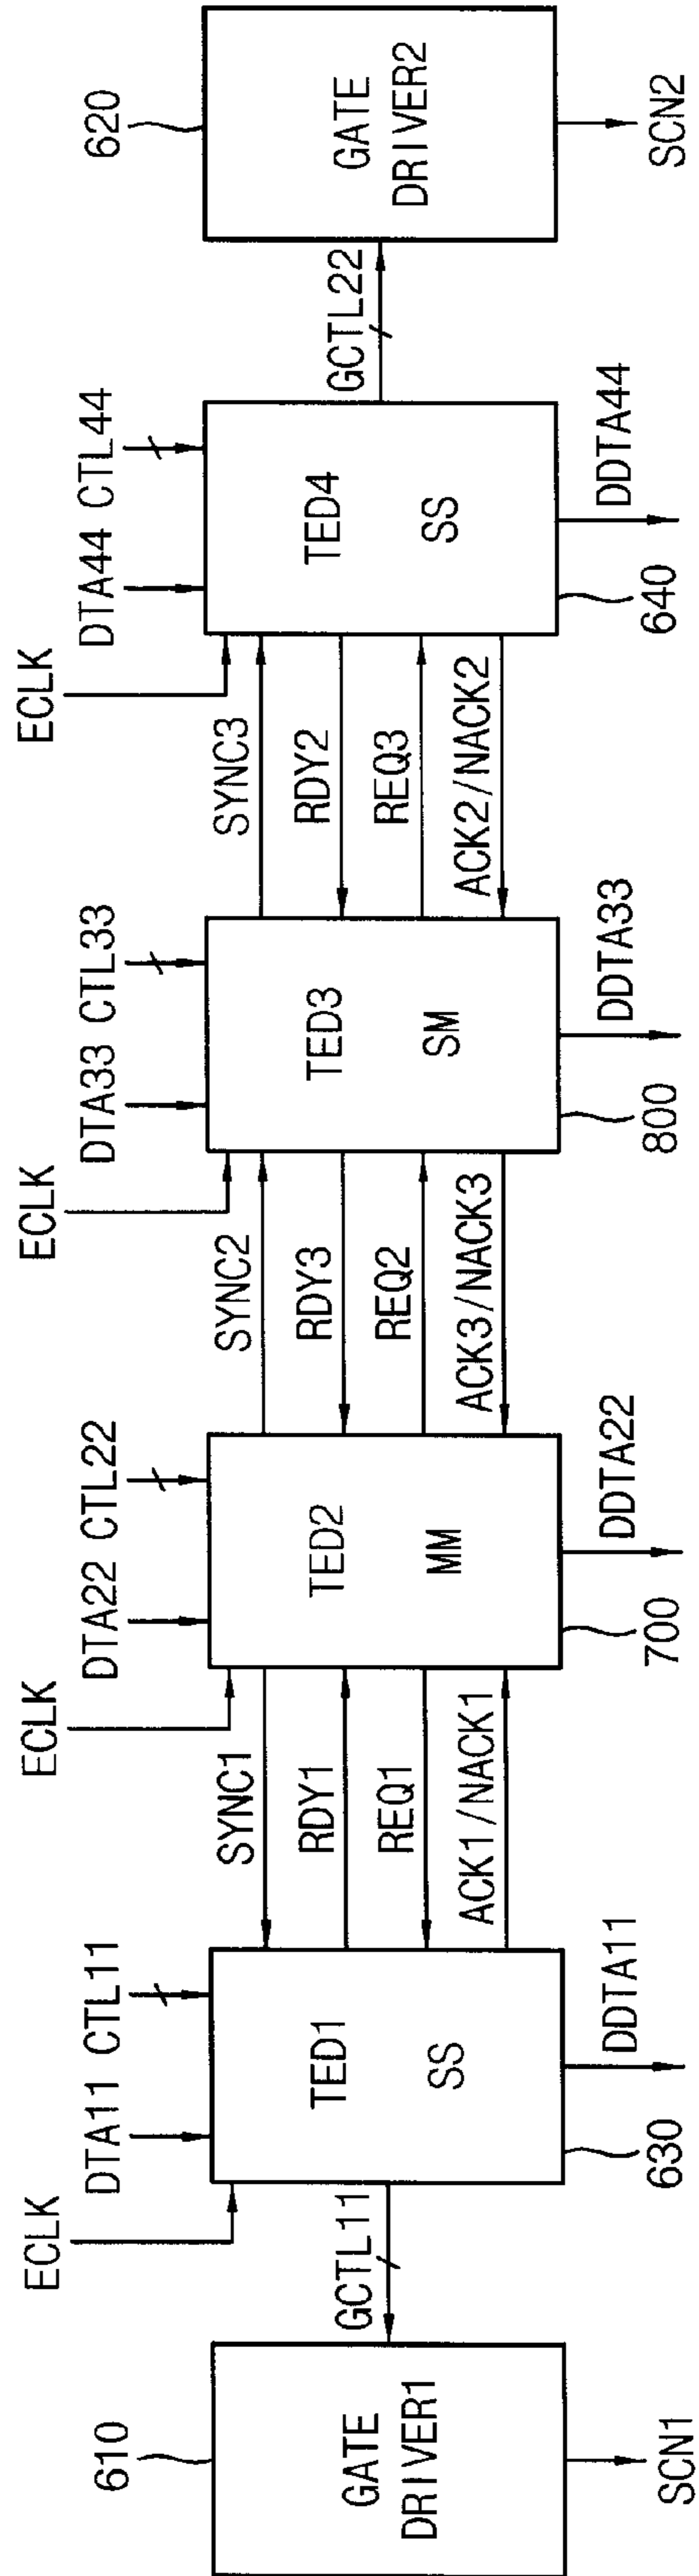 610
GATE
DRIVER1
SCN1
GCTL11
ECLK
DTA11
CTL11
TED1
SS
630
DDTA11
SYNC1
RDY1
REQ1
ACK1/NACK1
ECLK
DTA22
CTL22
TED2
MM
700
DDTA22
SYNC2
RDY3
REQ2
ACK3/NACK3
ECLK
DTA33
CTL33
TED3
SM
800
DDTA33
SYNC3
RDY2
REQ3
ACK2/NACK2
ECLK
DTA44
CTL44
TED4
SS
640
DDTA44
GCTL22
620
GATE
DRIVER2
SCN2